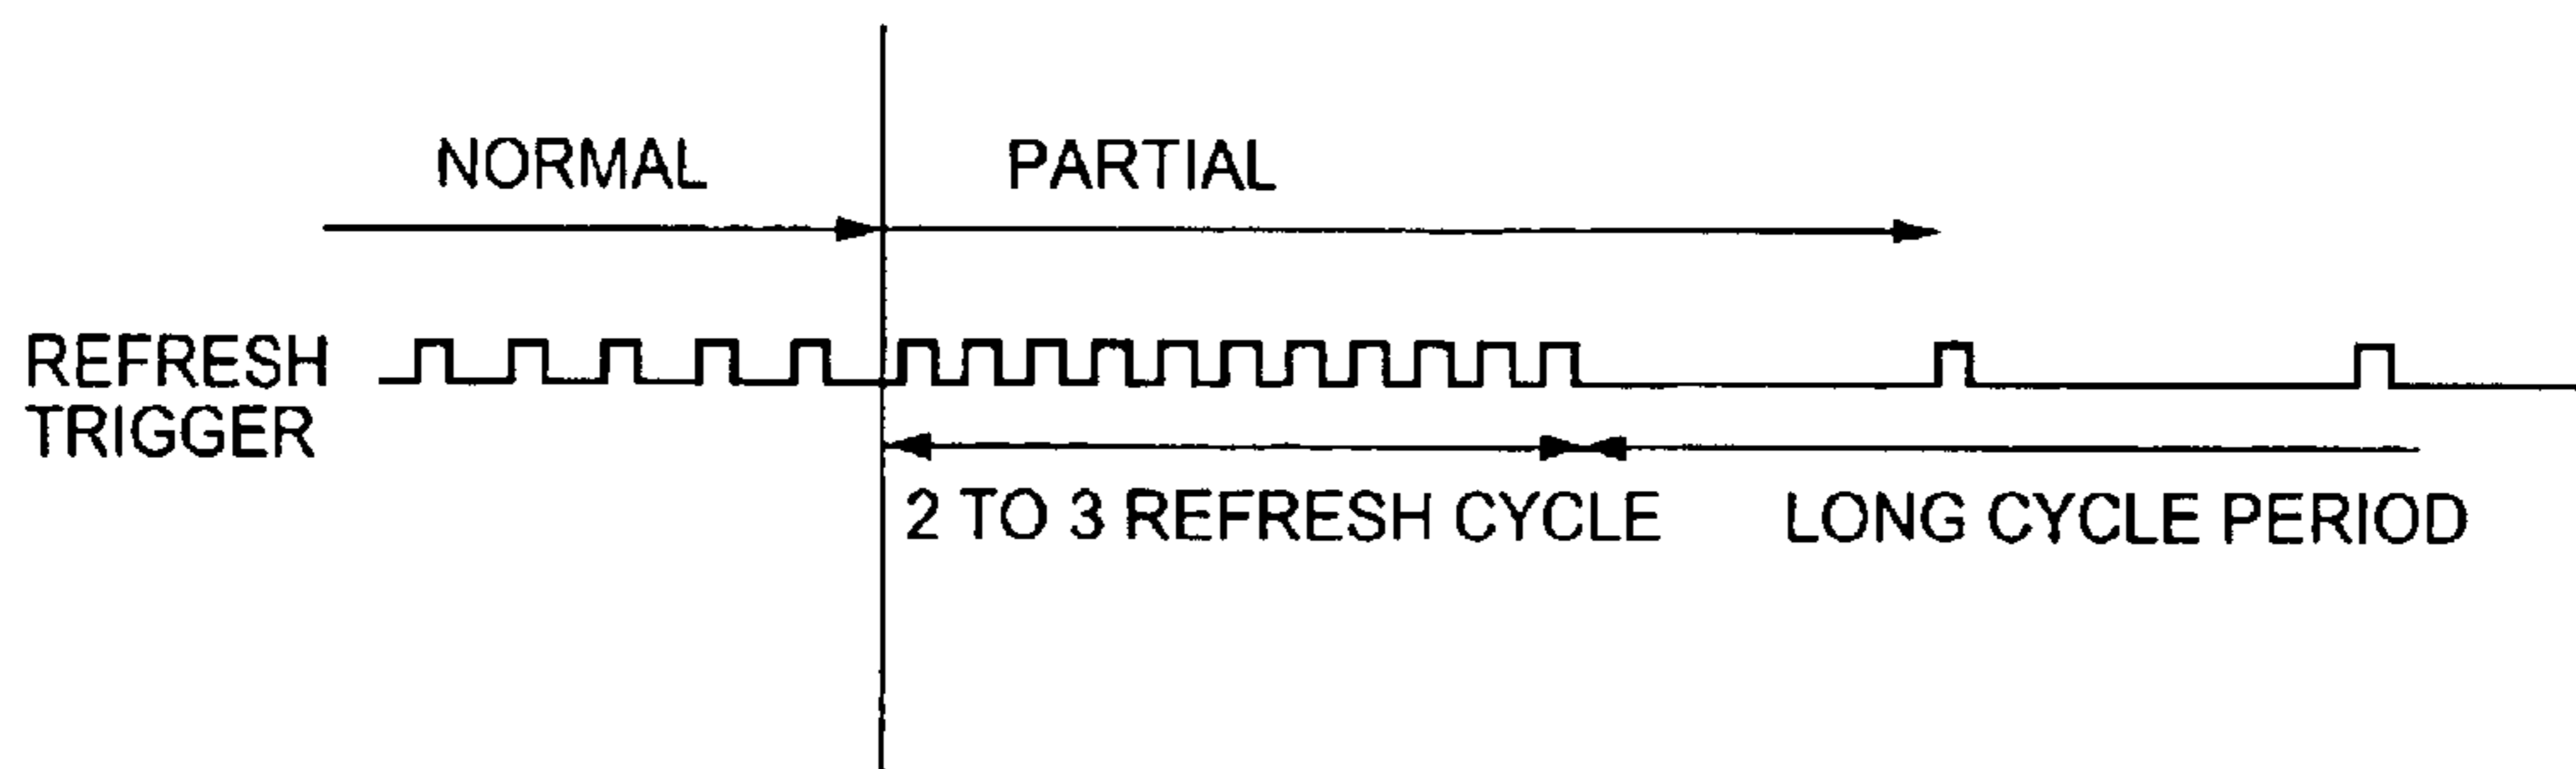 NORMAL
PARTIAL
REFRESH
TRIGGER
2 TO 3 REFRESH CYCLE
LONG CYCLE PERIOD